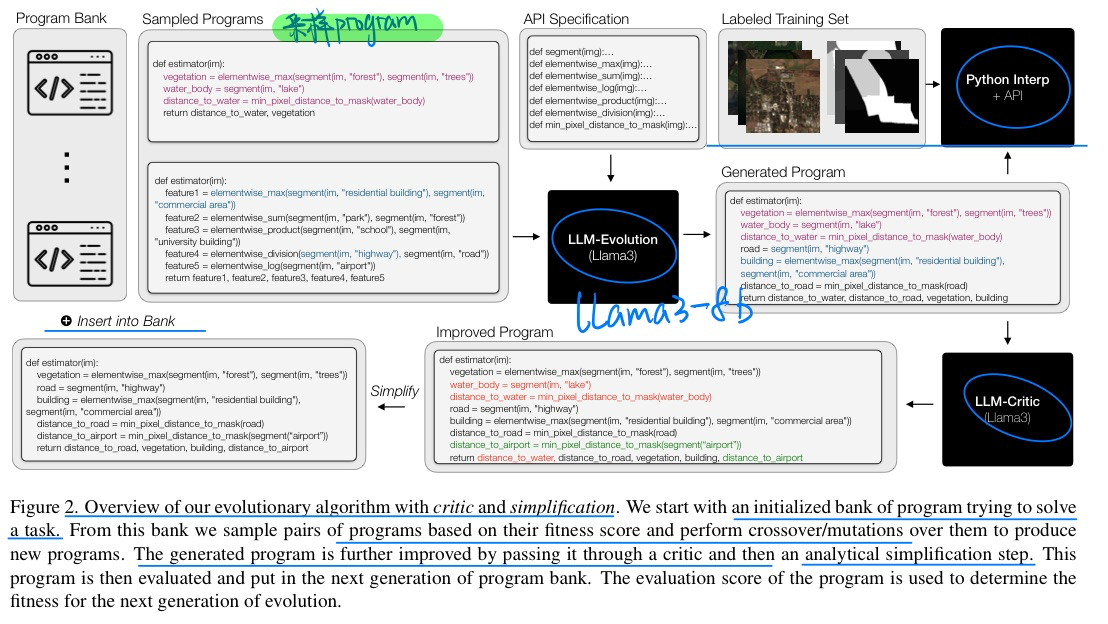 Program Bank
Sampled Programs
采样program
def estimator(im):
vegetation = elementwise_max(segment(im, "forest"), segment(im, "trees"))
water_body = segment(im, "lake")
distance_to_water = min_pixel_distance_to_mask(water_body)
return distance_to_water, vegetation
def estimator(im):
feature1 = elementwise_max(segment(im, "residential building"), segment(im,
"commercial area"))
feature2 = elementwise_sum(segment(im, "park"), segment(im, "forest"))
feature3 = elementwise_product(segment(im, "school"), segment(im,
"university building"))
feature4 = elementwise_division(segment(im, "highway"), segment(im, "road"))
feature5 = elementwise_log(segment(im, "airport"))
return feature1, feature2, feature3, feature4, feature5
API Specification
def segment(img):...
def elementwise_max(img):...
def elementwise_sum(img):...
def elementwise_log(img):...
def elementwise_product(img):...
def elementwise_division(img):...
def min_pixel_distance_to_mask(img):...
Labeled Training Set
Python Interp
+ API
LLM-Evolution
(Llama3)
LLama3-8b
Generated Program
def estimator(im):
vegetation = elementwise_max(segment(im, "forest"), segment(im, "trees"))
water_body = segment(im, "lake")
distance_to_water = min_pixel_distance_to_mask(water_body)
road = segment(im, "highway")
building = elementwise_max(segment(im, "residential building"),
segment(im, "commercial area"))
distance_to_road = min_pixel_distance_to_mask(road)
return distance_to_water, distance_to_road, vegetation, building
LLM-Critic
(Llama3)
Improved Program
def estimator(im):
vegetation = elementwise_max(segment(im, "forest"), segment(im, "trees"))
water_body = segment(im, "lake")
distance_to_water = min_pixel_distance_to_mask(water_body)
road = segment(im, "highway")
building = elementwise_max(segment(im, "residential building"), segment(im, "commercial area"))
distance_to_road = min_pixel_distance_to_mask(road)
distance_to_airport = min_pixel_distance_to_mask(segment("airport"))
return distance_to_water, distance_to_road, vegetation, building, distance_to_airport
Simplify
Insert into Bank
def estimator(im):
vegetation = elementwise_max(segment(im, "forest"), segment(im, "trees"))
road = segment(im, "highway")
building = elementwise_max(segment(im, "residential building"),
segment(im, "commercial area"))
distance_to_road = min_pixel_distance_to_mask(road)
distance_to_airport = min_pixel_distance_to_mask(segment("airport"))
return distance_to_road, vegetation, building, distance_to_airport
Figure 2. Overview of our evolutionary algorithm with critic and simplification. We start with an initialized bank of program trying to solve
a task. From this bank we sample pairs of programs based on their fitness score and perform crossover/mutations over them to produce
new programs. The generated program is further improved by passing it through a critic and then an analytical simplification step. This
program is then evaluated and put in the next generation of program bank. The evaluation score of the program is used to determine the
fitness for the next generation of evolution.